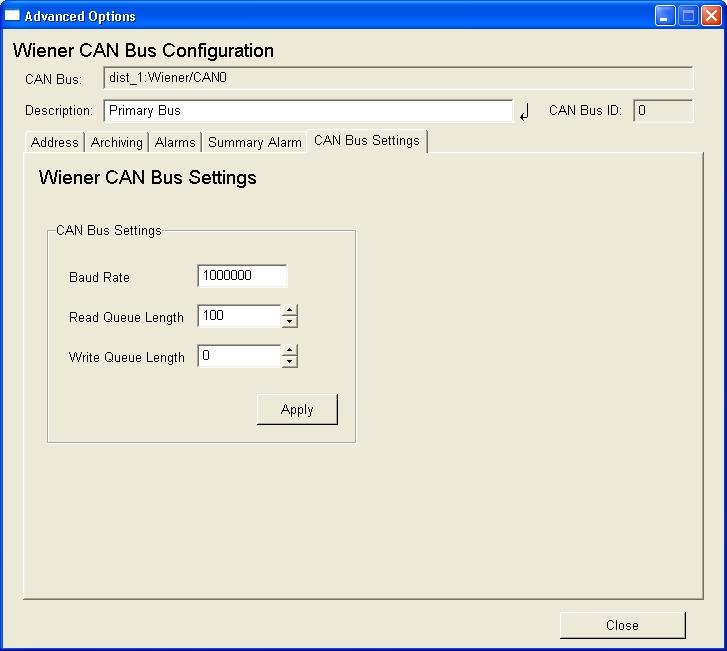 Advanced Options
Wiener CAN Bus Configuration
CAN Bus: dist_1:Wiener/CAN0
Description: Primary Bus CAN Bus ID: 0
Address Archiving Alarms Summary Alarm CAN Bus Settings
Wiener CAN Bus Settings
CAN Bus Settings
Baud Rate 1000000
Read Queue Length 100
Write Queue Length 0
Apply
Close